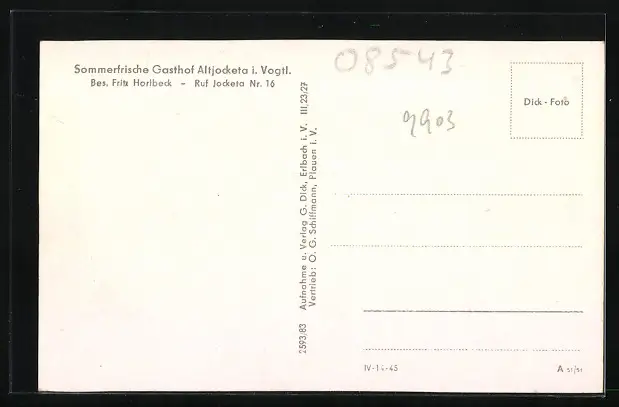 Sommerfrische Gasthof Altjocketa i. Vogtl.
Bes. Fritz Horlbeck – Ruf Jocketa Nr. 16
2593/83 Aufnahme u. Verlag G. Dick, Erlbach i. V. III,23/27
Vertrieb: O. G. Schiffmann, Plauen i. V.
08543
9903
Dick-Foto
IV-14-45
A